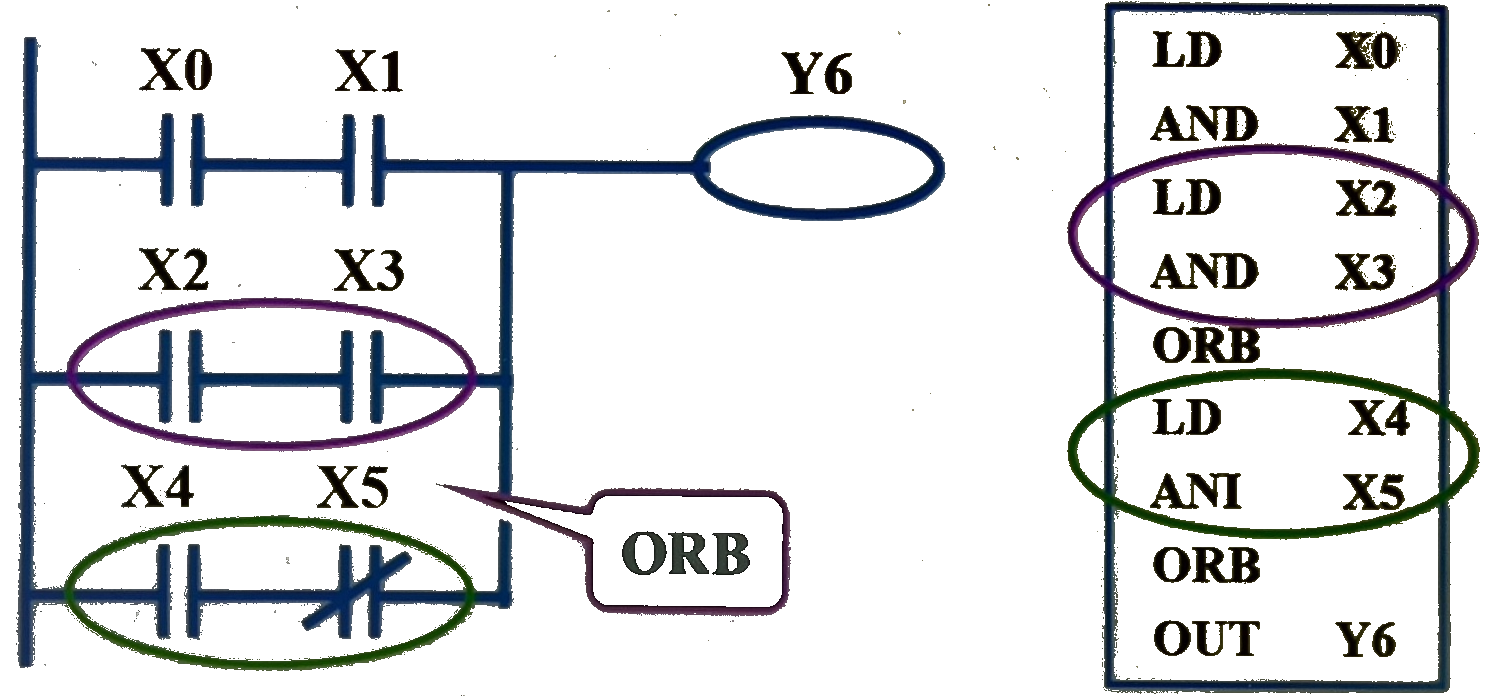 X0 X1 Y6
X2 X3
X4 X5
ORB
LD X0
AND X1
LD X2
AND X3
ORB
LD X4
ANI X5
ORB
OUT Y6